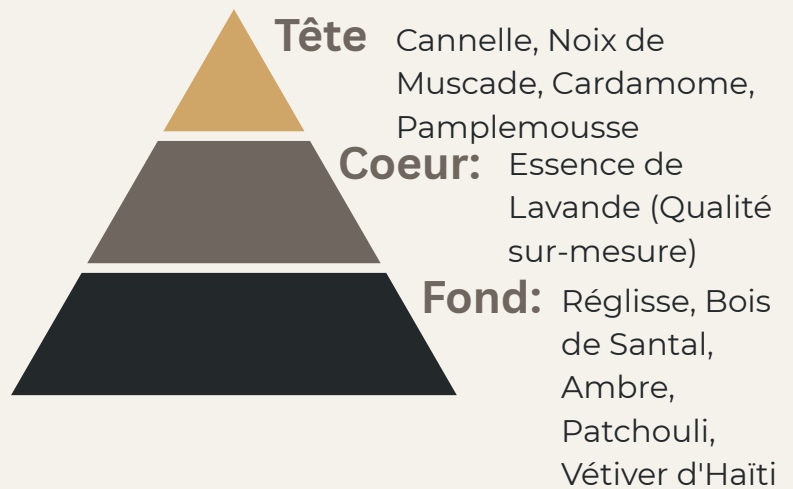 Tête Cannelle, Noix de
Muscade, Cardamome,
Pamplemousse
Coeur: Essence de
Lavande (Qualité
sur-mesure)
Fond: Réglisse, Bois
de Santal,
Ambre,
Patchouli,
Vétiver d'Haïti